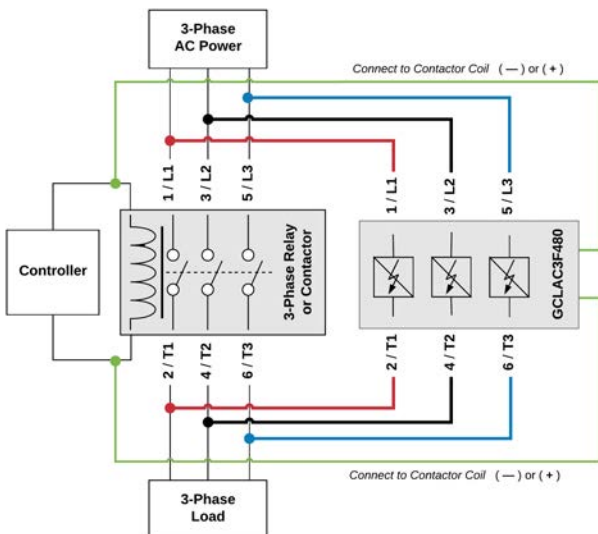 3-Phase
AC Power
Connect to Contactor Coil ( — ) or ( + )
1 / L1
3 / L2
5 / L3
1 / L1
3 / L2
5 / L3
Controller
3-Phase Relay
or Contactor
GCLAC3F480
2 / T1
4 / T2
6 / T3
2 / T1
4 / T2
6 / T3
Connect to Contactor Coil ( — ) or ( + )
3-Phase
Load